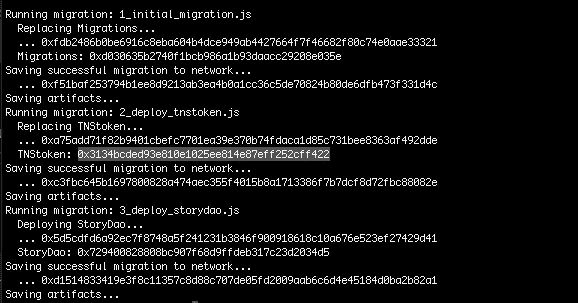 Running migration: 1_initial_migration.js
Replacing Migrations...
... 0xfdb2486b0be6916c8eba604b4dce949ab4427664f7f46682f80c74e0aae33321
Migrations: 0xd030635b2740f1bcb986a1b93daacc29208e035e
Saving successful migration to network...
... 0xf51baf253794b1ee8d9213ab3ea4b0a1cc36c5de70824b80de6dfb473f331d4c
Saving artifacts...
Running migration: 2_deploy_tnstoken.js
Replacing TNStoken...
... 0xa75add71f82b9401cbefc7701ea39e370b74fdaca1d85c731bee8363af492dde
TNStoken: 0x3134bcded93e810e1025ee814e87eff252cff422
Saving successful migration to network...
... 0xc3fbc645b1697800828a474aec355f4015b8a1713386f7b7dcf8d72fbc88082e
Saving artifacts...
Running migration: 3_deploy_storydao.js
Deploying StoryDao...
... 0x5d5cdfd6a92ec7f8748a5f241231b3846f900918618c10a676e523ef27429d41
StoryDao: 0x729400828808bc907f68d9ffdeb317c23d2034d5
Saving successful migration to network...
... 0xd1514833419e3f8c11357c8d88c707de05fd2009aab6c6d4e45184d0ba2b82a1
Saving artifacts...